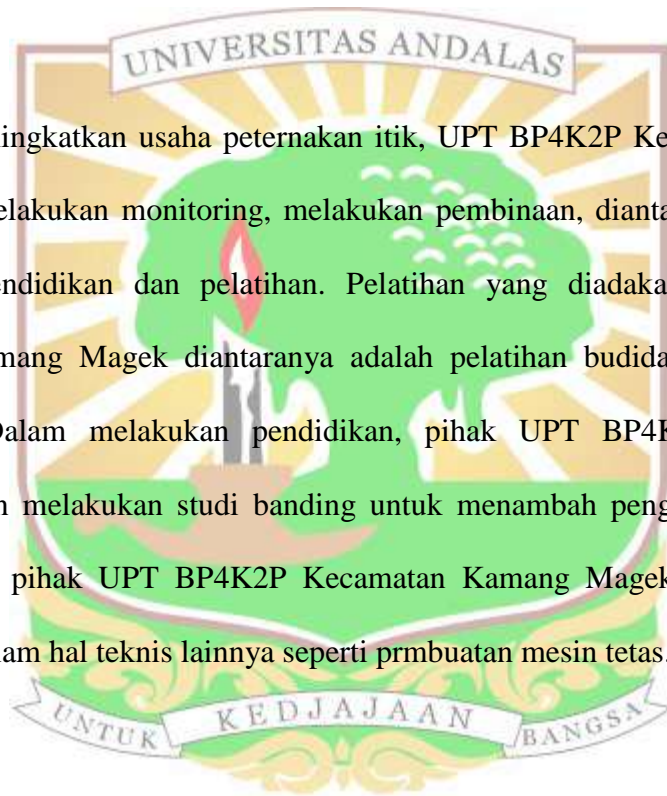 UNIVERSITAS ANDALAS
ingkatkan usaha peternakan itik, UPT BP4K2P Ke
elakukan monitoring, melakukan pembinaan, dianta
endidikan dan pelatihan. Pelatihan yang diadaka
mang Magek diantaranya adalah pelatihan budida
Dalam melakukan pendidikan, pihak UPT BP4K
n melakukan studi banding untuk menambah peng
pihak UPT BP4K2P Kecamatan Kamang Magek
lam hal teknis lainnya seperti prmbuatan mesin tetas.
UNTUK KEDJAJAAN BANGSA